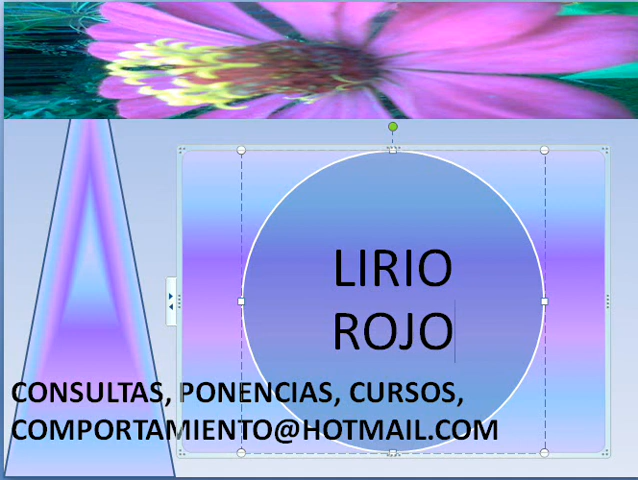 LIRIO
ROJO
CONSULTAS, PONENCIAS, CURSOS,
COMPORTAMIENTO@HOTMAIL.COM